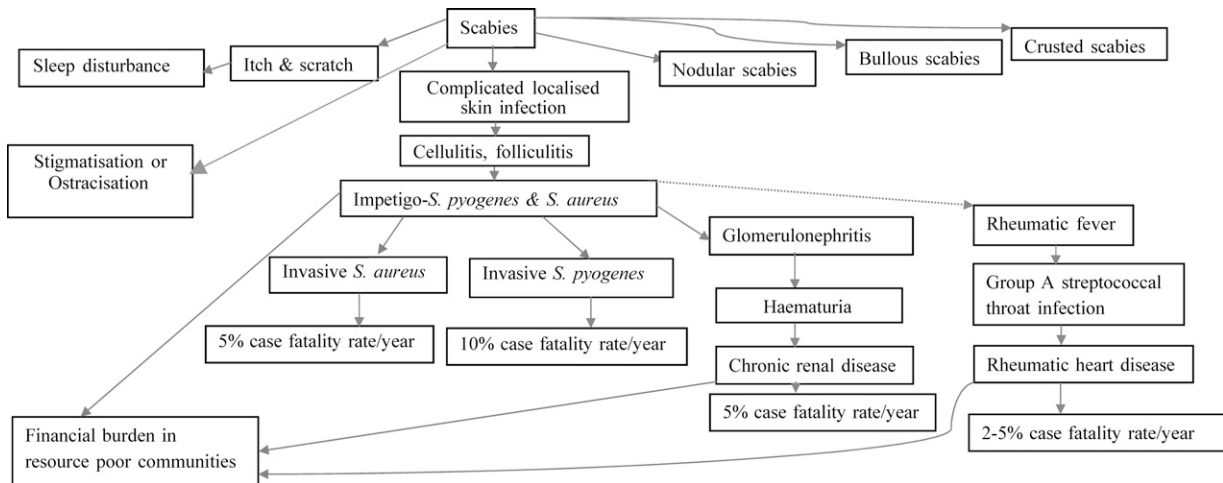 Scabies
Sleep disturbance
Itch & scratch
Nodular scabies
Bullous scabies
Crusted scabies
Complicated localised
skin infection
Stigmatisation or
Ostracisation
Cellulitis, folliculitis
Impetigo-S. pyogenes & S. aureus
Glomerulonephritis
Rheumatic fever
Invasive S. aureus
Invasive S. pyogenes
Haematuria
Group A streptococcal
throat infection
5% case fatality rate/year
10% case fatality rate/year
Chronic renal disease
Rheumatic heart disease
5% case fatality rate/year
2-5% case fatality rate/year
Financial burden in
resource poor communities